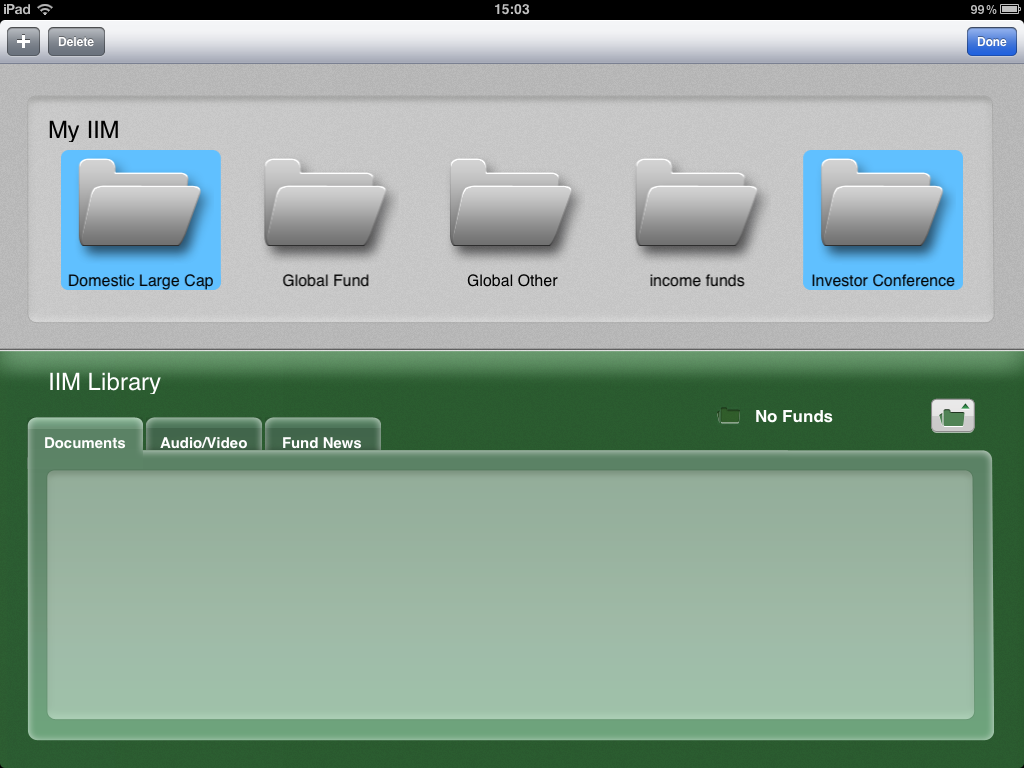 iPad 15:03 99%
+ Delete Done
My IIM
Domestic Large Cap Global Fund Global Other income funds Investor Conference
IIM Library
No Funds
Documents Audio/Video Fund News